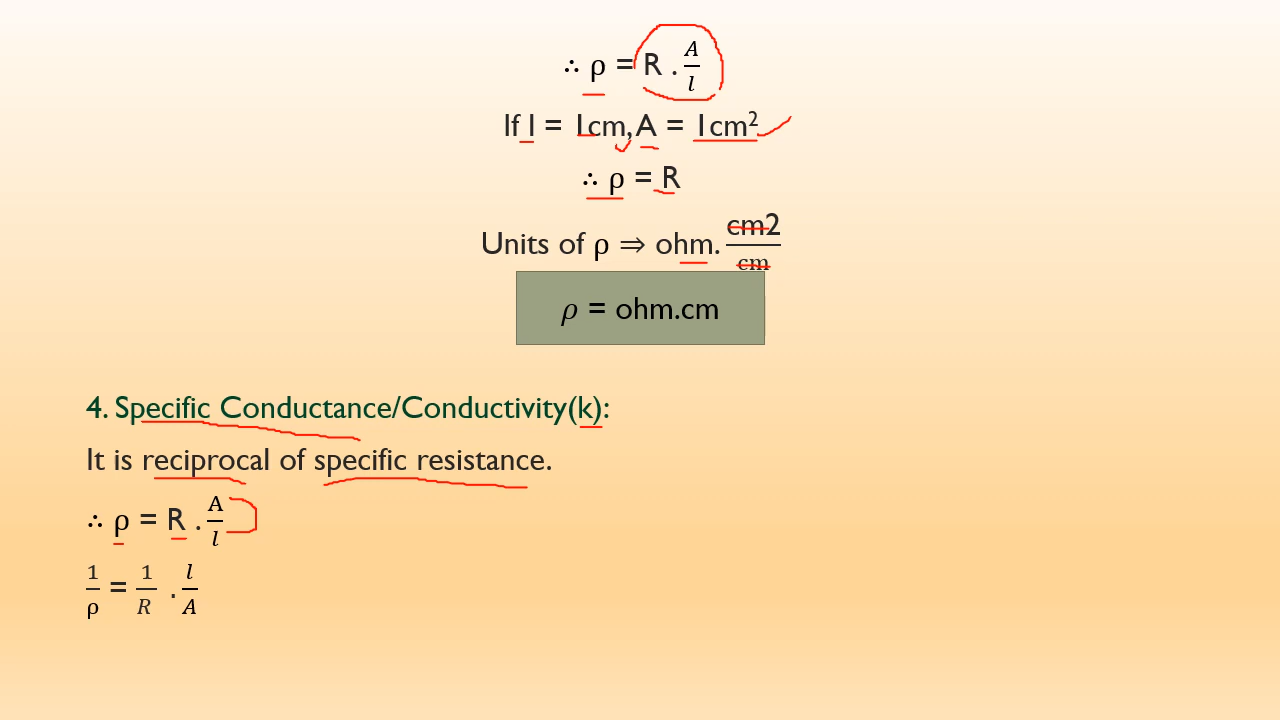 ∴ ρ = R . A/l
If l = 1cm, A = 1cm²
∴ ρ = R
Units of ρ ⇒ ohm. cm2/cm
ρ = ohm.cm
4. Specific Conductance/Conductivity(k):
It is reciprocal of specific resistance.
∴ ρ = R . A/l
1/ρ = 1/R . l/A